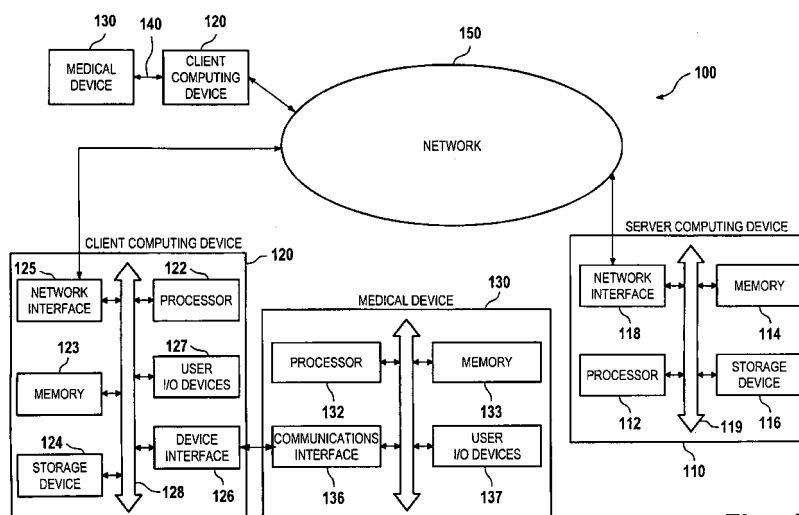 130
140
120
150
100
MEDICAL
DEVICE
CLIENT
COMPUTING
DEVICE
NETWORK
CLIENT COMPUTING DEVICE
120
125
NETWORK
INTERFACE
122
PROCESSOR
123
MEMORY
127
USER
I/O DEVICES
124
STORAGE
DEVICE
DEVICE
INTERFACE
128
126
MEDICAL DEVICE
130
PROCESSOR
132
MEMORY
133
COMMUNICATIONS
INTERFACE
136
USER
I/O DEVICES
137
SERVER COMPUTING DEVICE
NETWORK
INTERFACE
118
MEMORY
114
PROCESSOR
112
STORAGE
DEVICE
116
119
110